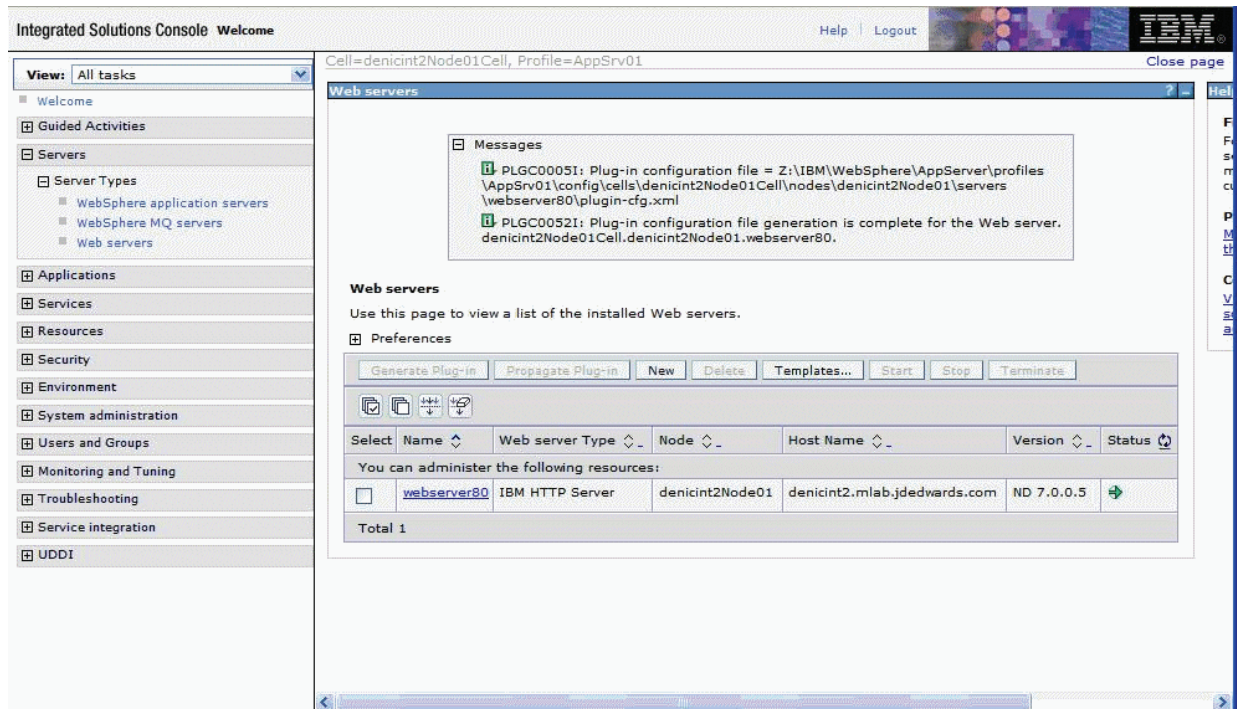 Integrated Solutions Console Welcome
Help Logout
IBM®
View: All tasks
Welcome
Guided Activities
Servers
Server Types
WebSphere application servers
WebSphere MQ servers
Web servers
Applications
Services
Resources
Security
Environment
System administration
Users and Groups
Monitoring and Tuning
Troubleshooting
Service integration
UDDI
Cell=denicint2Node01Cell, Profile=AppSrv01
Close page
Web servers
? -
Messages
PLGC0005I: Plug-in configuration file = Z:\IBM\WebSphere\AppServer\profiles
\AppSrv01\config\cells\denicint2Node01Cell\nodes\denicint2Node01\servers
\webserver80\plugin-cfg.xml
PLGC0052I: Plug-in configuration file generation is complete for the Web server.
denicint2Node01Cell.denicint2Node01.webserver80.
Web servers
Use this page to view a list of the installed Web servers.
Preferences
Generate Plug-in Propagate Plug-in New Delete Templates... Start Stop Terminate
Select Name Web server Type Node Host Name Version Status
You can administer the following resources:
webserver80 IBM HTTP Server denicint2Node01 denicint2.mlab.jdedwards.com ND 7.0.0.5
Total 1